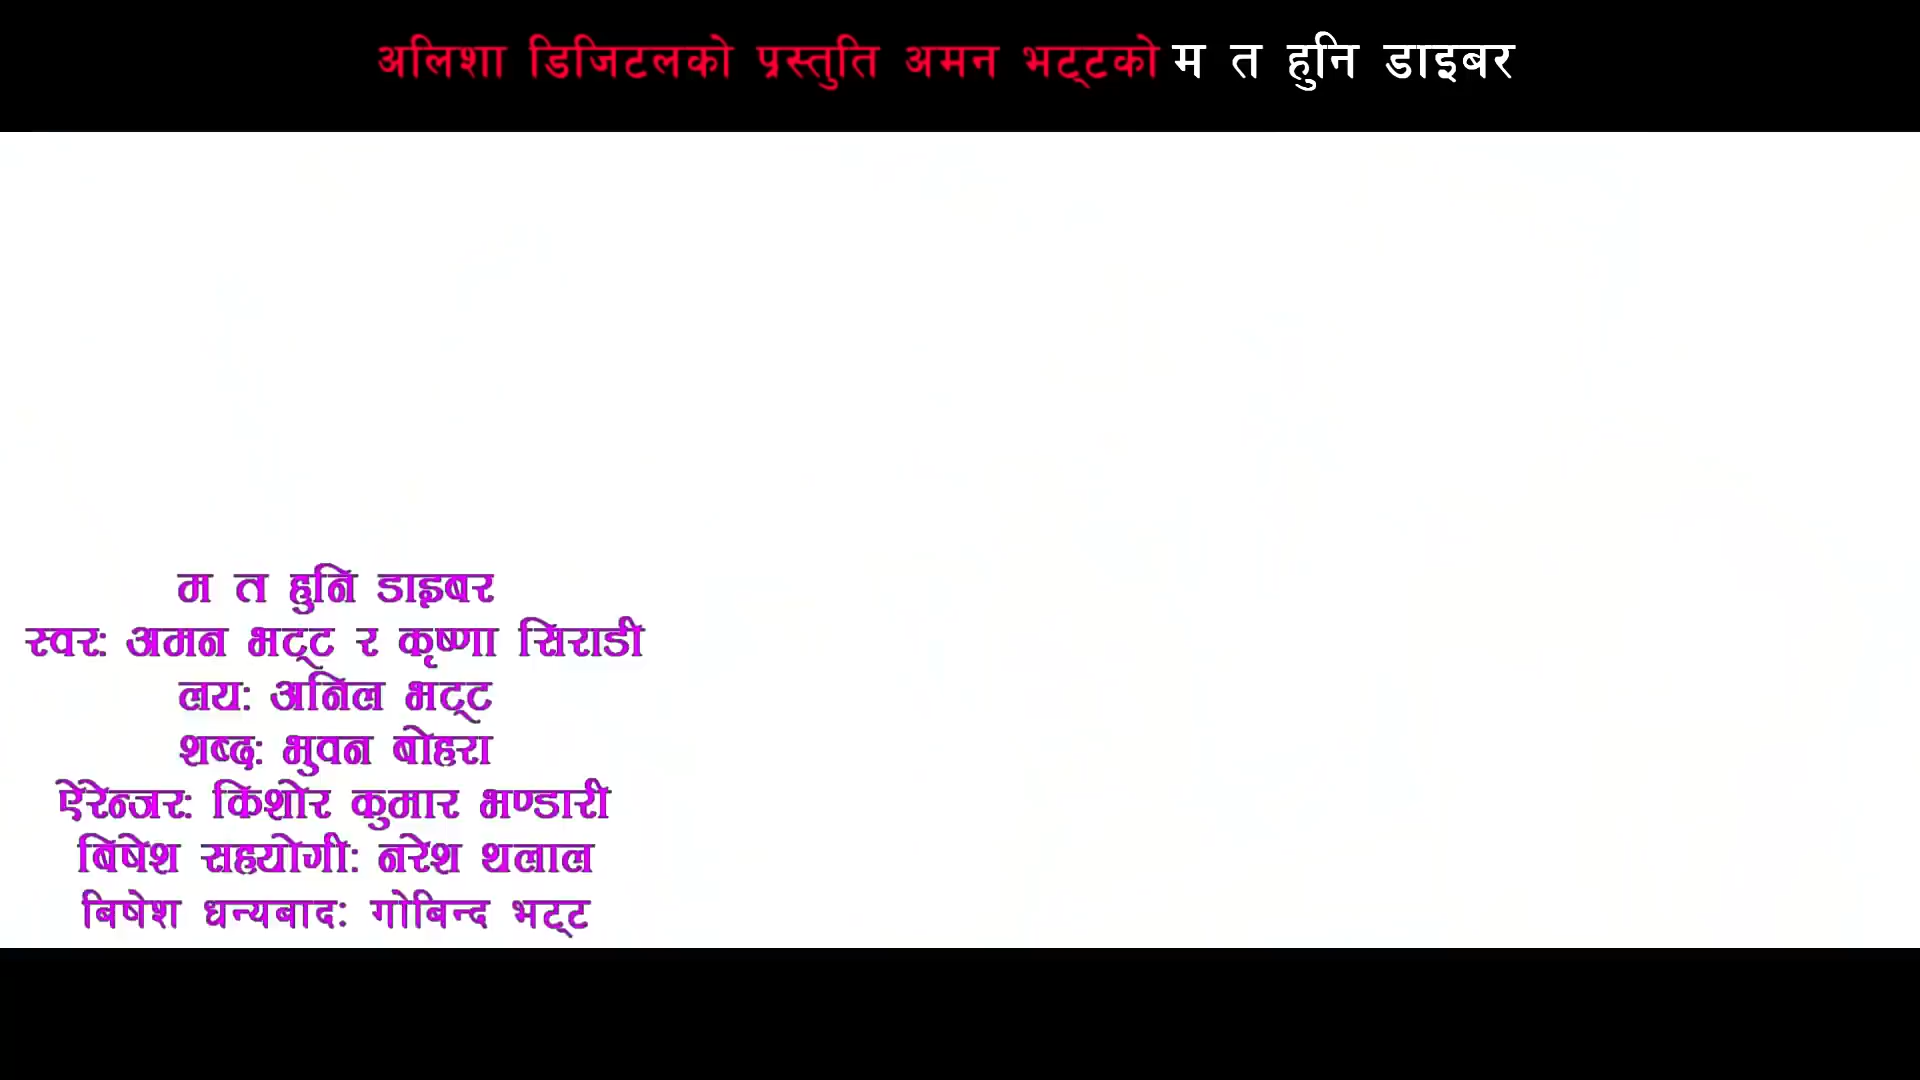 अलिशा डिजिटलको प्रस्तुति अमन भट्टको म त हुनि डाइबर
म त हुनि डाइबर
स्वर: अमन भट्ट र कृष्णा सिराडी
लय: अनिल भट्ट
शब्द: भुवन बोहरा
ऐरेन्जर: किशोर कुमार भण्डारी
बिषेश सहयोगी: नरेश थलाल
बिषेश धन्यबाद: गोबिन्द भट्ट